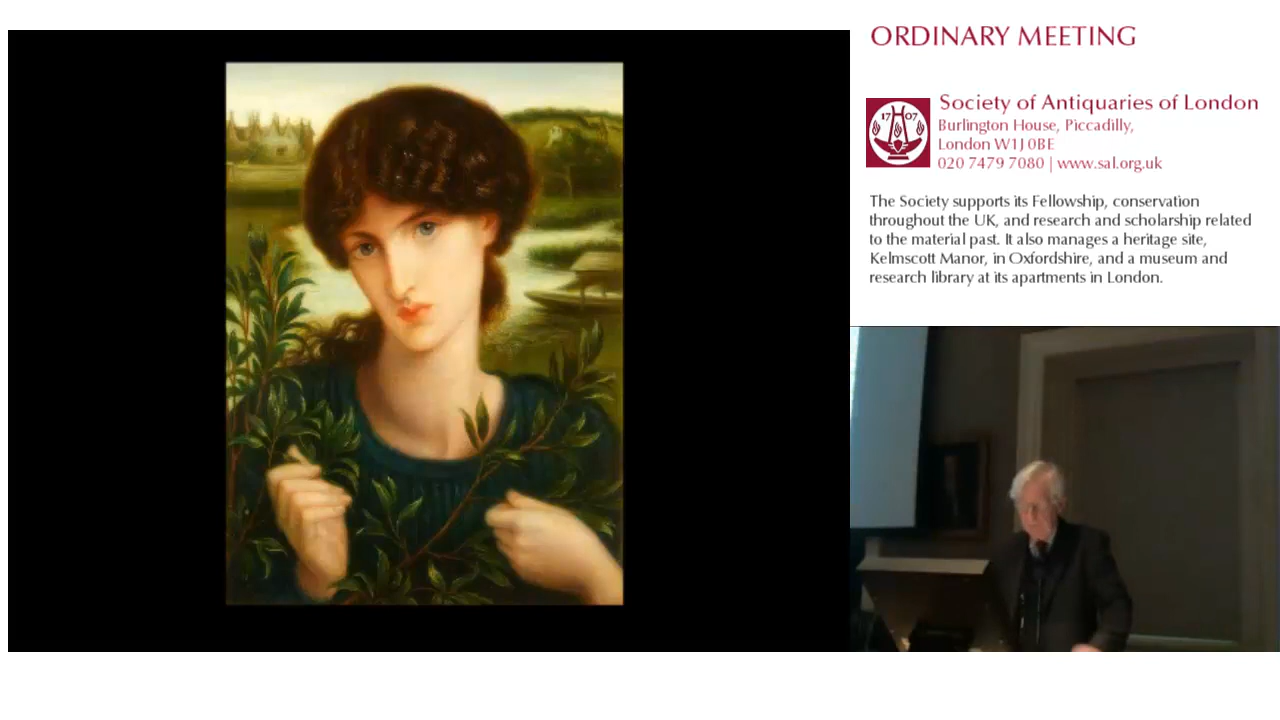 ORDINARY MEETING
1707
Society of Antiquaries of London
Burlington House, Piccadilly,
London W1J 0BE
020 7479 7080 | www.sal.org.uk
The Society supports its Fellowship, conservation
throughout the UK, and research and scholarship related
to the material past. It also manages a heritage site,
Kelmscott Manor, in Oxfordshire, and a museum and
research library at its apartments in London.